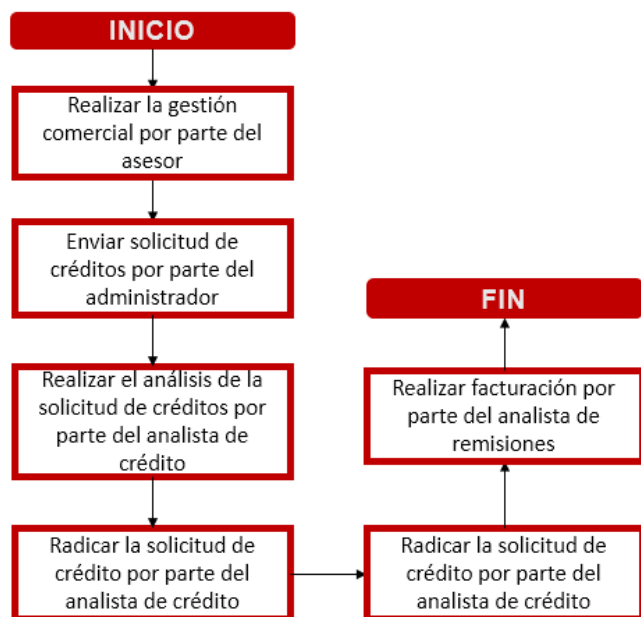 INICIO
Realizar la gestión
comercial por parte del
asesor
Enviar solicitud de
créditos por parte del
administrador
Realizar el análisis de la
solicitud de créditos por
parte del analista de
crédito
Radicar la solicitud de
crédito por parte del
analista de crédito
Radicar la solicitud de
crédito por parte del
analista de crédito
Realizar facturación por
parte del analista de
remisiones
FIN